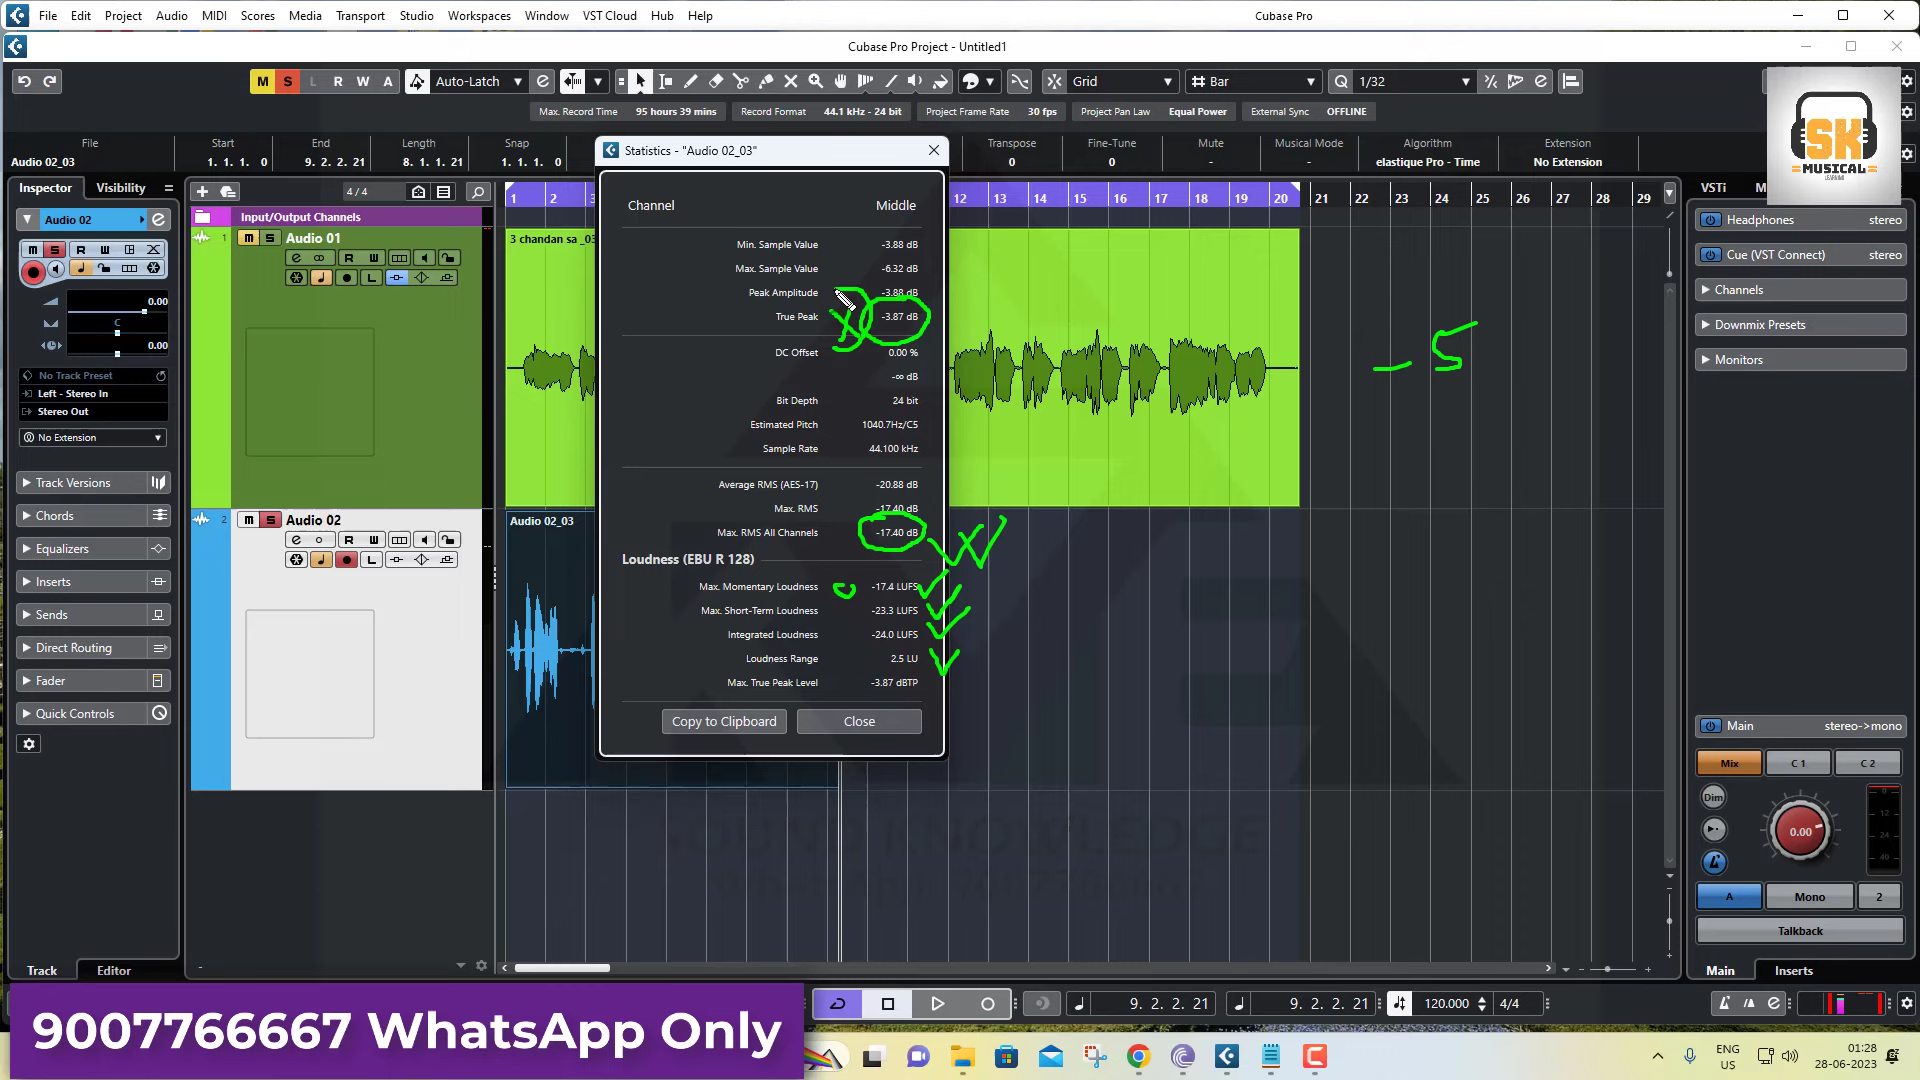 File Edit Project Audio MIDI Scores Media Transport Studio Workspaces Window VST Cloud Hub Help Cubase Pro
Cubase Pro Project - Untitled1
M S L R W A Auto-Latch Grid Bar Q 1/32
Max. Record Time 95 hours 39 mins Record Format 44.1 kHz - 24 bit Project Frame Rate 30 fps Project Pan Law Equal Power External Sync OFFLINE
File Start End Length Snap Transpose Fine-Tune Mute Musical Mode Algorithm Extension
Audio 02_03 1. 1. 1. 0 9. 2. 2. 21 8. 1. 1. 21 1. 1. 1. 0 0 0 - - elastique Pro - Time No Extension
SK
MUSICAL
Inspector Visibility
4 / 4
1 2 3 12 13 14 15 16 17 18 19 20 21 22 23 24 25 26 27 28 29
Audio 02
M S R W
0.00
C
0.00
No Track Preset
Left - Stereo In
Stereo Out
No Extension
Track Versions
Chords
Equalizers
Inserts
Sends
Direct Routing
Fader
Quick Controls
Track Editor
Input/Output Channels
1 M S Audio 01
R W
L
3 chandan sa _03
2 M S Audio 02
R W
L
Audio 02_03
Statistics - "Audio 02_03"
Channel Middle
Min. Sample Value -3.88 dB
Max. Sample Value -6.32 dB
Peak Amplitude -3.88 dB
True Peak -3.87 dB
DC Offset 0.00 %
-∞ dB
Bit Depth 24 bit
Estimated Pitch 1040.7Hz/C5
Sample Rate 44.100 kHz
Average RMS (AES-17) -20.88 dB
Max. RMS -17.40 dB
Max. RMS All Channels -17.40 dB
Loudness (EBU R 128)
Max. Momentary Loudness -17.4 LUFS
Max. Short-Term Loudness -23.3 LUFS
Integrated Loudness -24.0 LUFS
Loudness Range 2.5 LU
Max. True Peak Level -3.87 dBTP
Copy to Clipboard Close
- 5
SOUND KNOWLEDGE
VSTi
Headphones stereo
Cue (VST Connect) stereo
Channels
Downmix Presets
Monitors
Main stereo->mono
Mix C 1 C 2
Dim
0.00
0
12
24
40
A Mono 2
Talkback
Main Inserts
9. 2. 2. 21 9. 2. 2. 21 120.000 4/4
9007766667 WhatsApp Only
ENG
US
01:28
28-06-2023